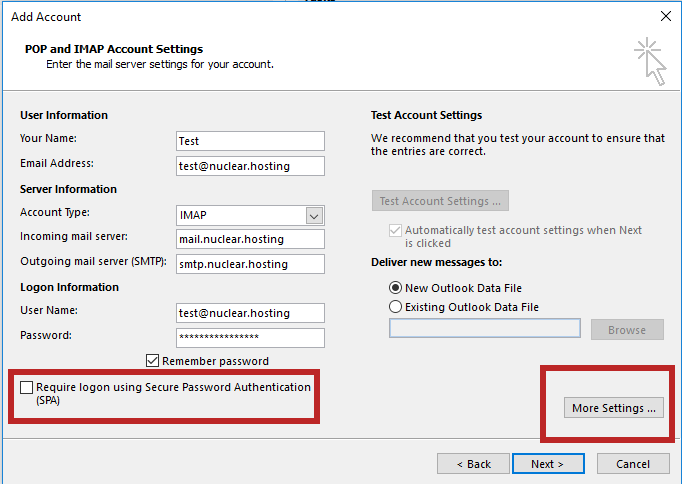 Add Account
POP and IMAP Account Settings
Enter the mail server settings for your account.
User Information
Your Name:
Test
Email Address:
test@nuclear.hosting
Server Information
Account Type:
IMAP
Incoming mail server:
mail.nuclear.hosting
Outgoing mail server (SMTP):
smtp.nuclear.hosting
Logon Information
User Name:
test@nuclear.hosting
Password:
****************
Remember password
Require logon using Secure Password Authentication
(SPA)
Test Account Settings
We recommend that you test your account to ensure that
the entries are correct.
Test Account Settings ...
Automatically test account settings when Next
is clicked
Deliver new messages to:
New Outlook Data File
Existing Outlook Data File
Browse
More Settings ...
< Back
Next >
Cancel